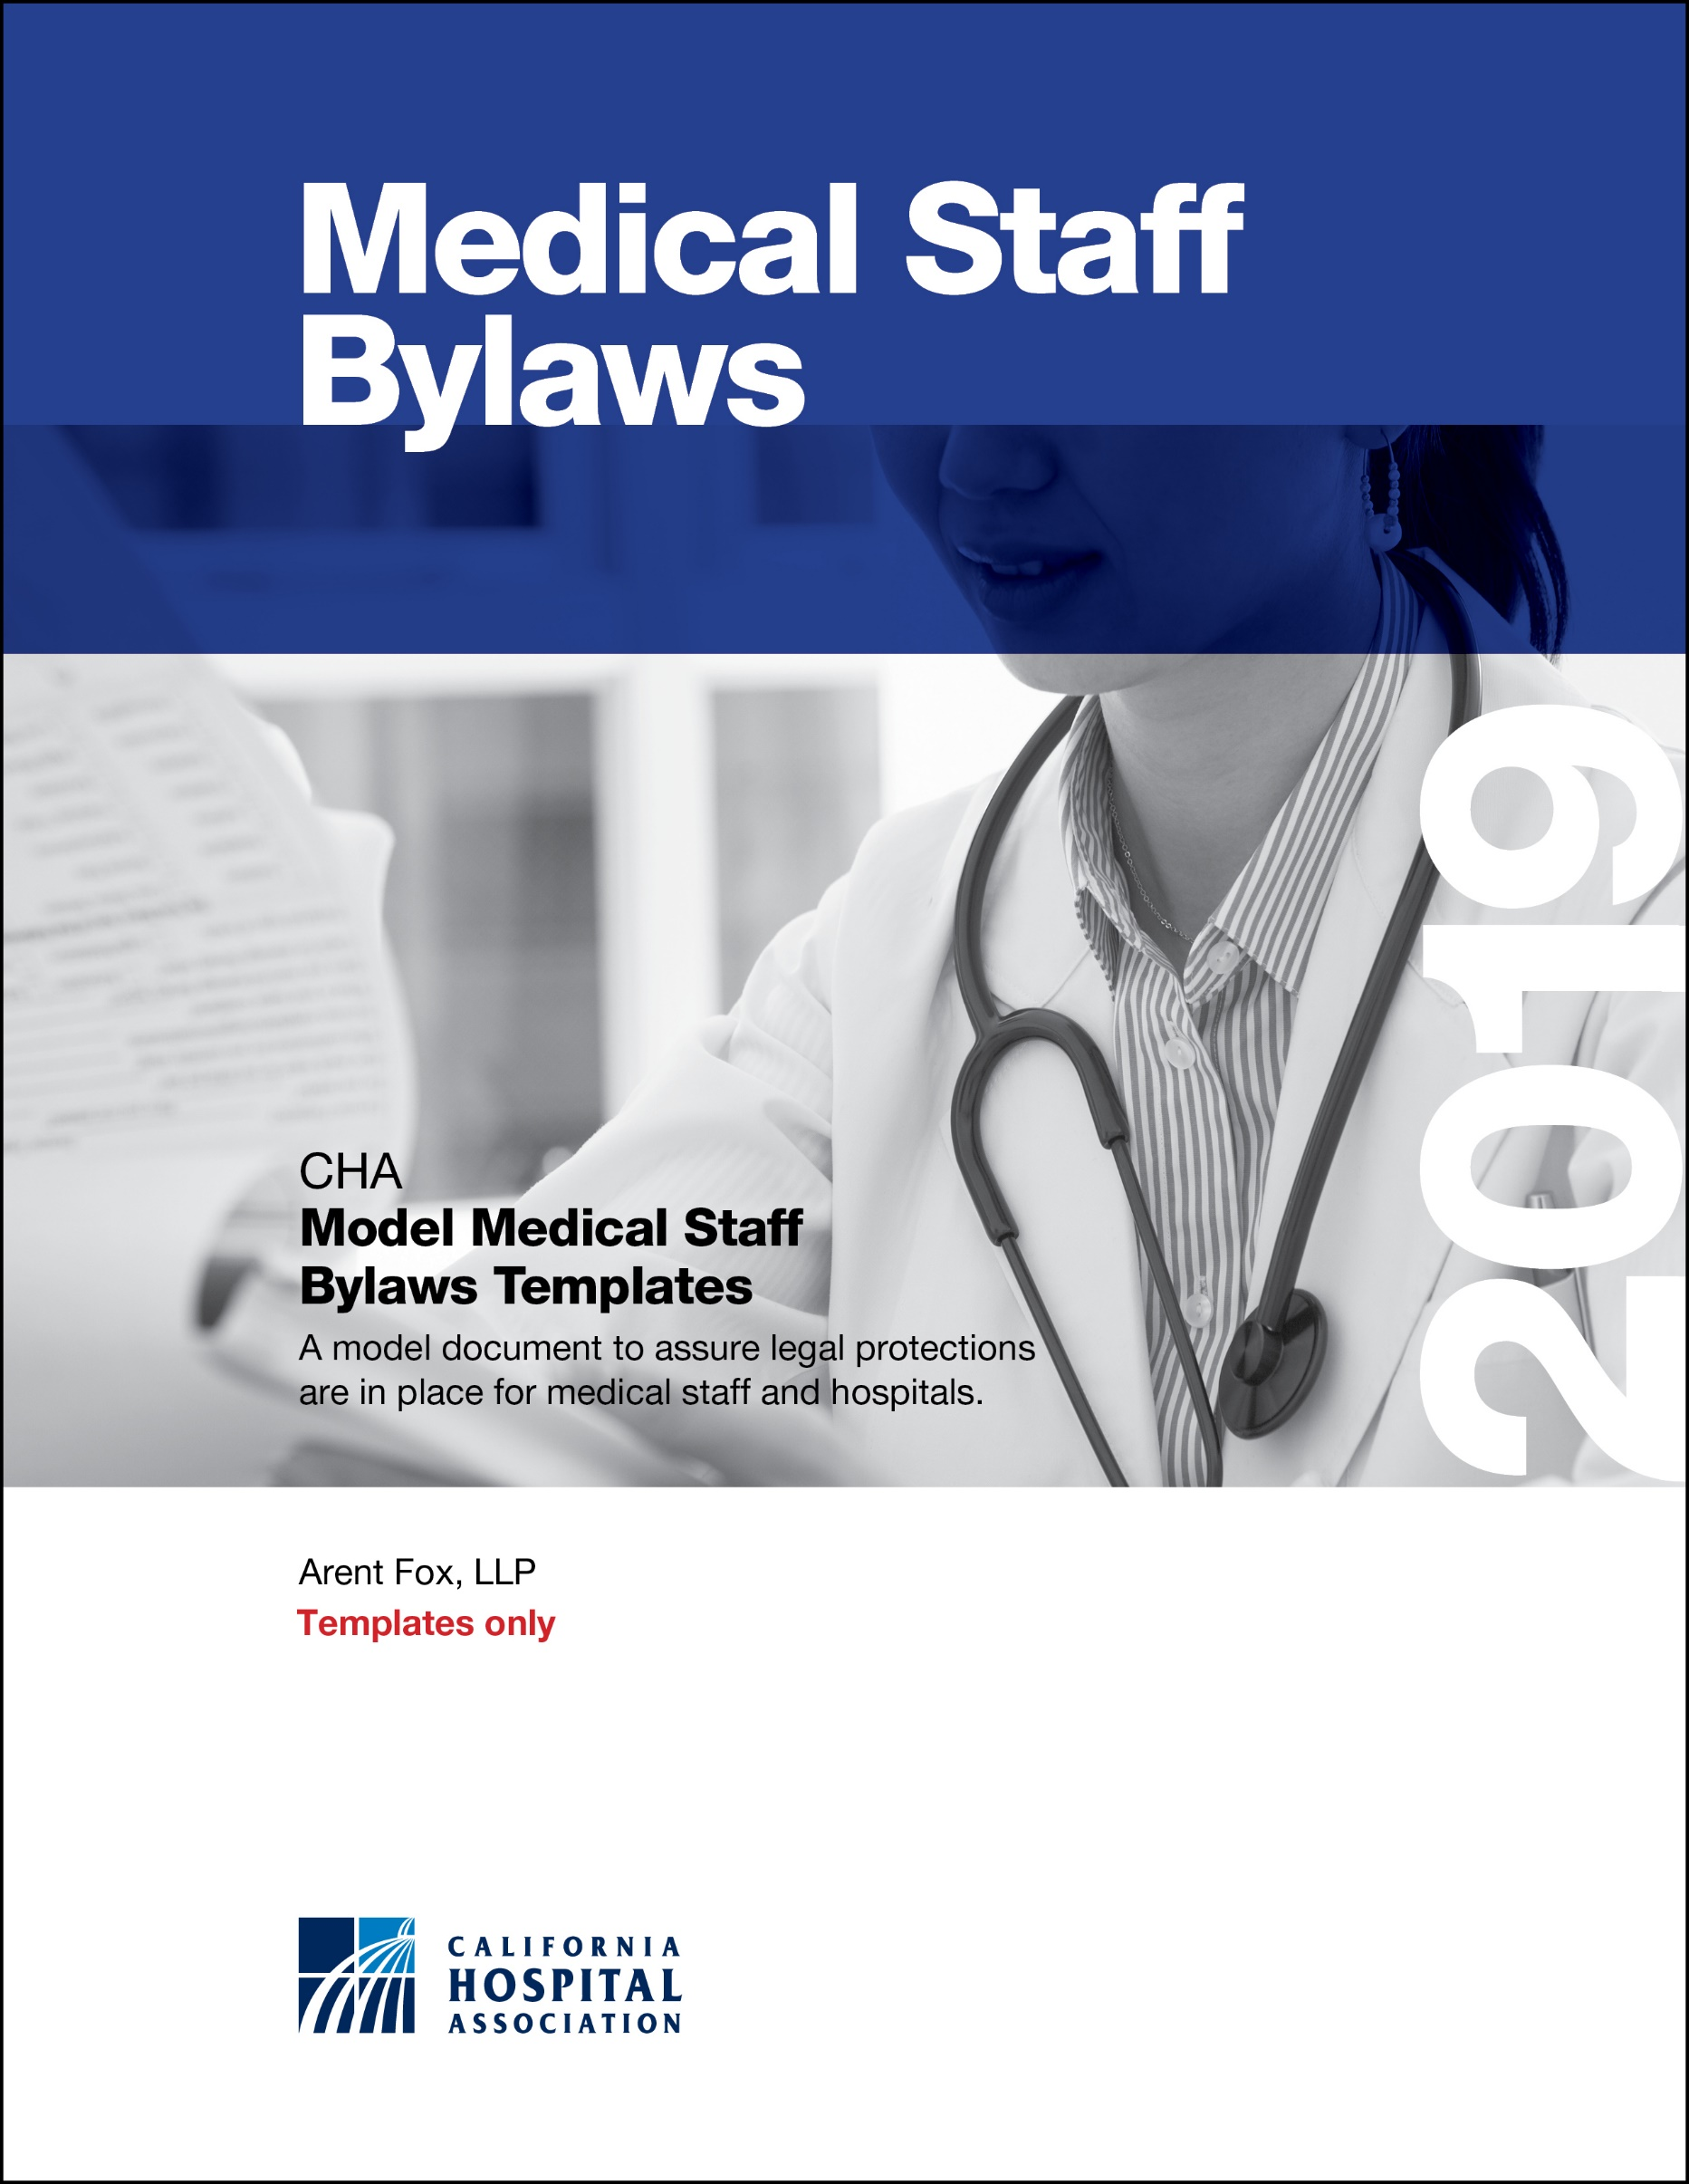 Medical Staff
Bylaws
2019
CHA
Model Medical Staff
Bylaws Templates
A model document to assure legal protections
are in place for medical staff and hospitals.
Arent Fox, LLP
Templates only
CALIFORNIA
HOSPITAL
ASSOCIATION